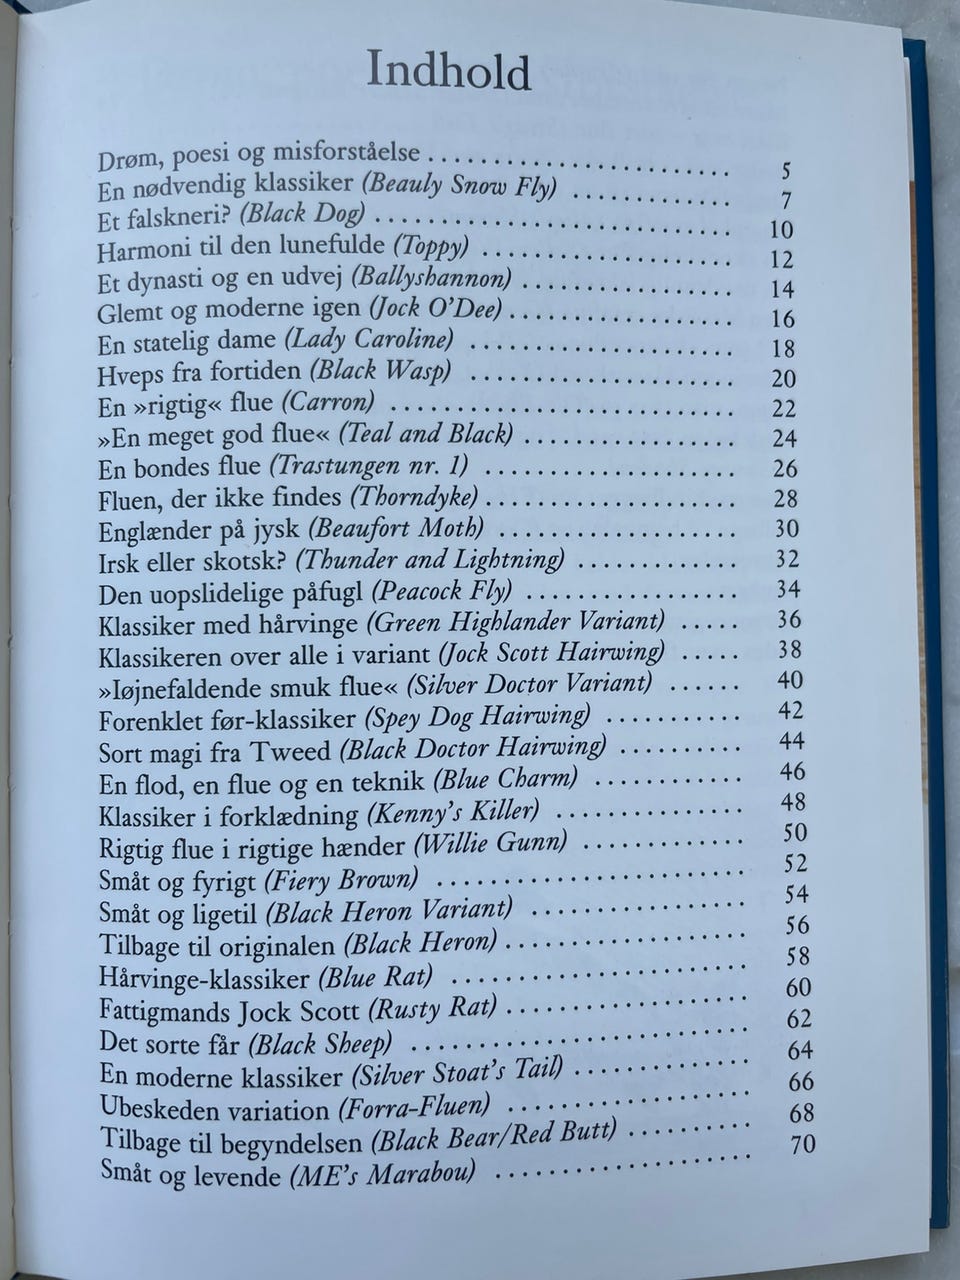 Indhold
Drøm, poesi og misforståelse ........................ 5
En nødvendig klassiker (Beauly Snow Fly) ............. 7
Et falskneri? (Black Dog) ............................ 10
Harmoni til den lunefulde (Toppy) .................... 12
Et dynasti og en udvej (Ballyshannon) ................. 14
Glemt og moderne igen (Jock O'Dee) .................. 16
En statelig dame (Lady Caroline) ..................... 18
Hveps fra fortiden (Black Wasp) ..................... 20
En »rigtig« flue (Carron) ........................... 22
»En meget god flue« (Teal and Black) ................. 24
En bondes flue (Trastungen nr. 1) .................... 26
Fluen, der ikke findes (Thorndyke) .................... 28
Englænder på jysk (Beaufort Moth) ................... 30
Irsk eller skotsk? (Thunder and Lightning) ............. 32
Den uopslidelige påfugl (Peacock Fly) ................. 34
Klassiker med hårvinge (Green Highlander Variant) ..... 36
Klassikeren over alle i variant (Jock Scott Hairwing) ..... 38
»Iøjnefaldende smuk flue« (Silver Doctor Variant) ...... 40
Forenklet før-klassiker (Spey Dog Hairwing) ........... 42
Sort magi fra Tweed (Black Doctor Hairwing) .......... 44
En flod, en flue og en teknik (Blue Charm) ............ 46
Klassiker i forklædning (Kenny's Killer) ............... 48
Rigtig flue i rigtige hænder (Willie Gunn) ............. 50
Småt og fyrigt (Fiery Brown) ........................ 52
Småt og ligetil (Black Heron Variant) ................. 54
Tilbage til originalen (Black Heron) ................... 56
Hårvinge-klassiker (Blue Rat) ....................... 58
Fattigmands Jock Scott (Rusty Rat) ................... 60
Det sorte får (Black Sheep) .......................... 62
En moderne klassiker (Silver Stoat's Tail) .............. 64
Ubeskeden variation (Forra-Fluen) ................... 66
Tilbage til begyndelsen (Black Bear/Red Butt) .......... 68
Småt og levende (ME's Marabou) .................... 70